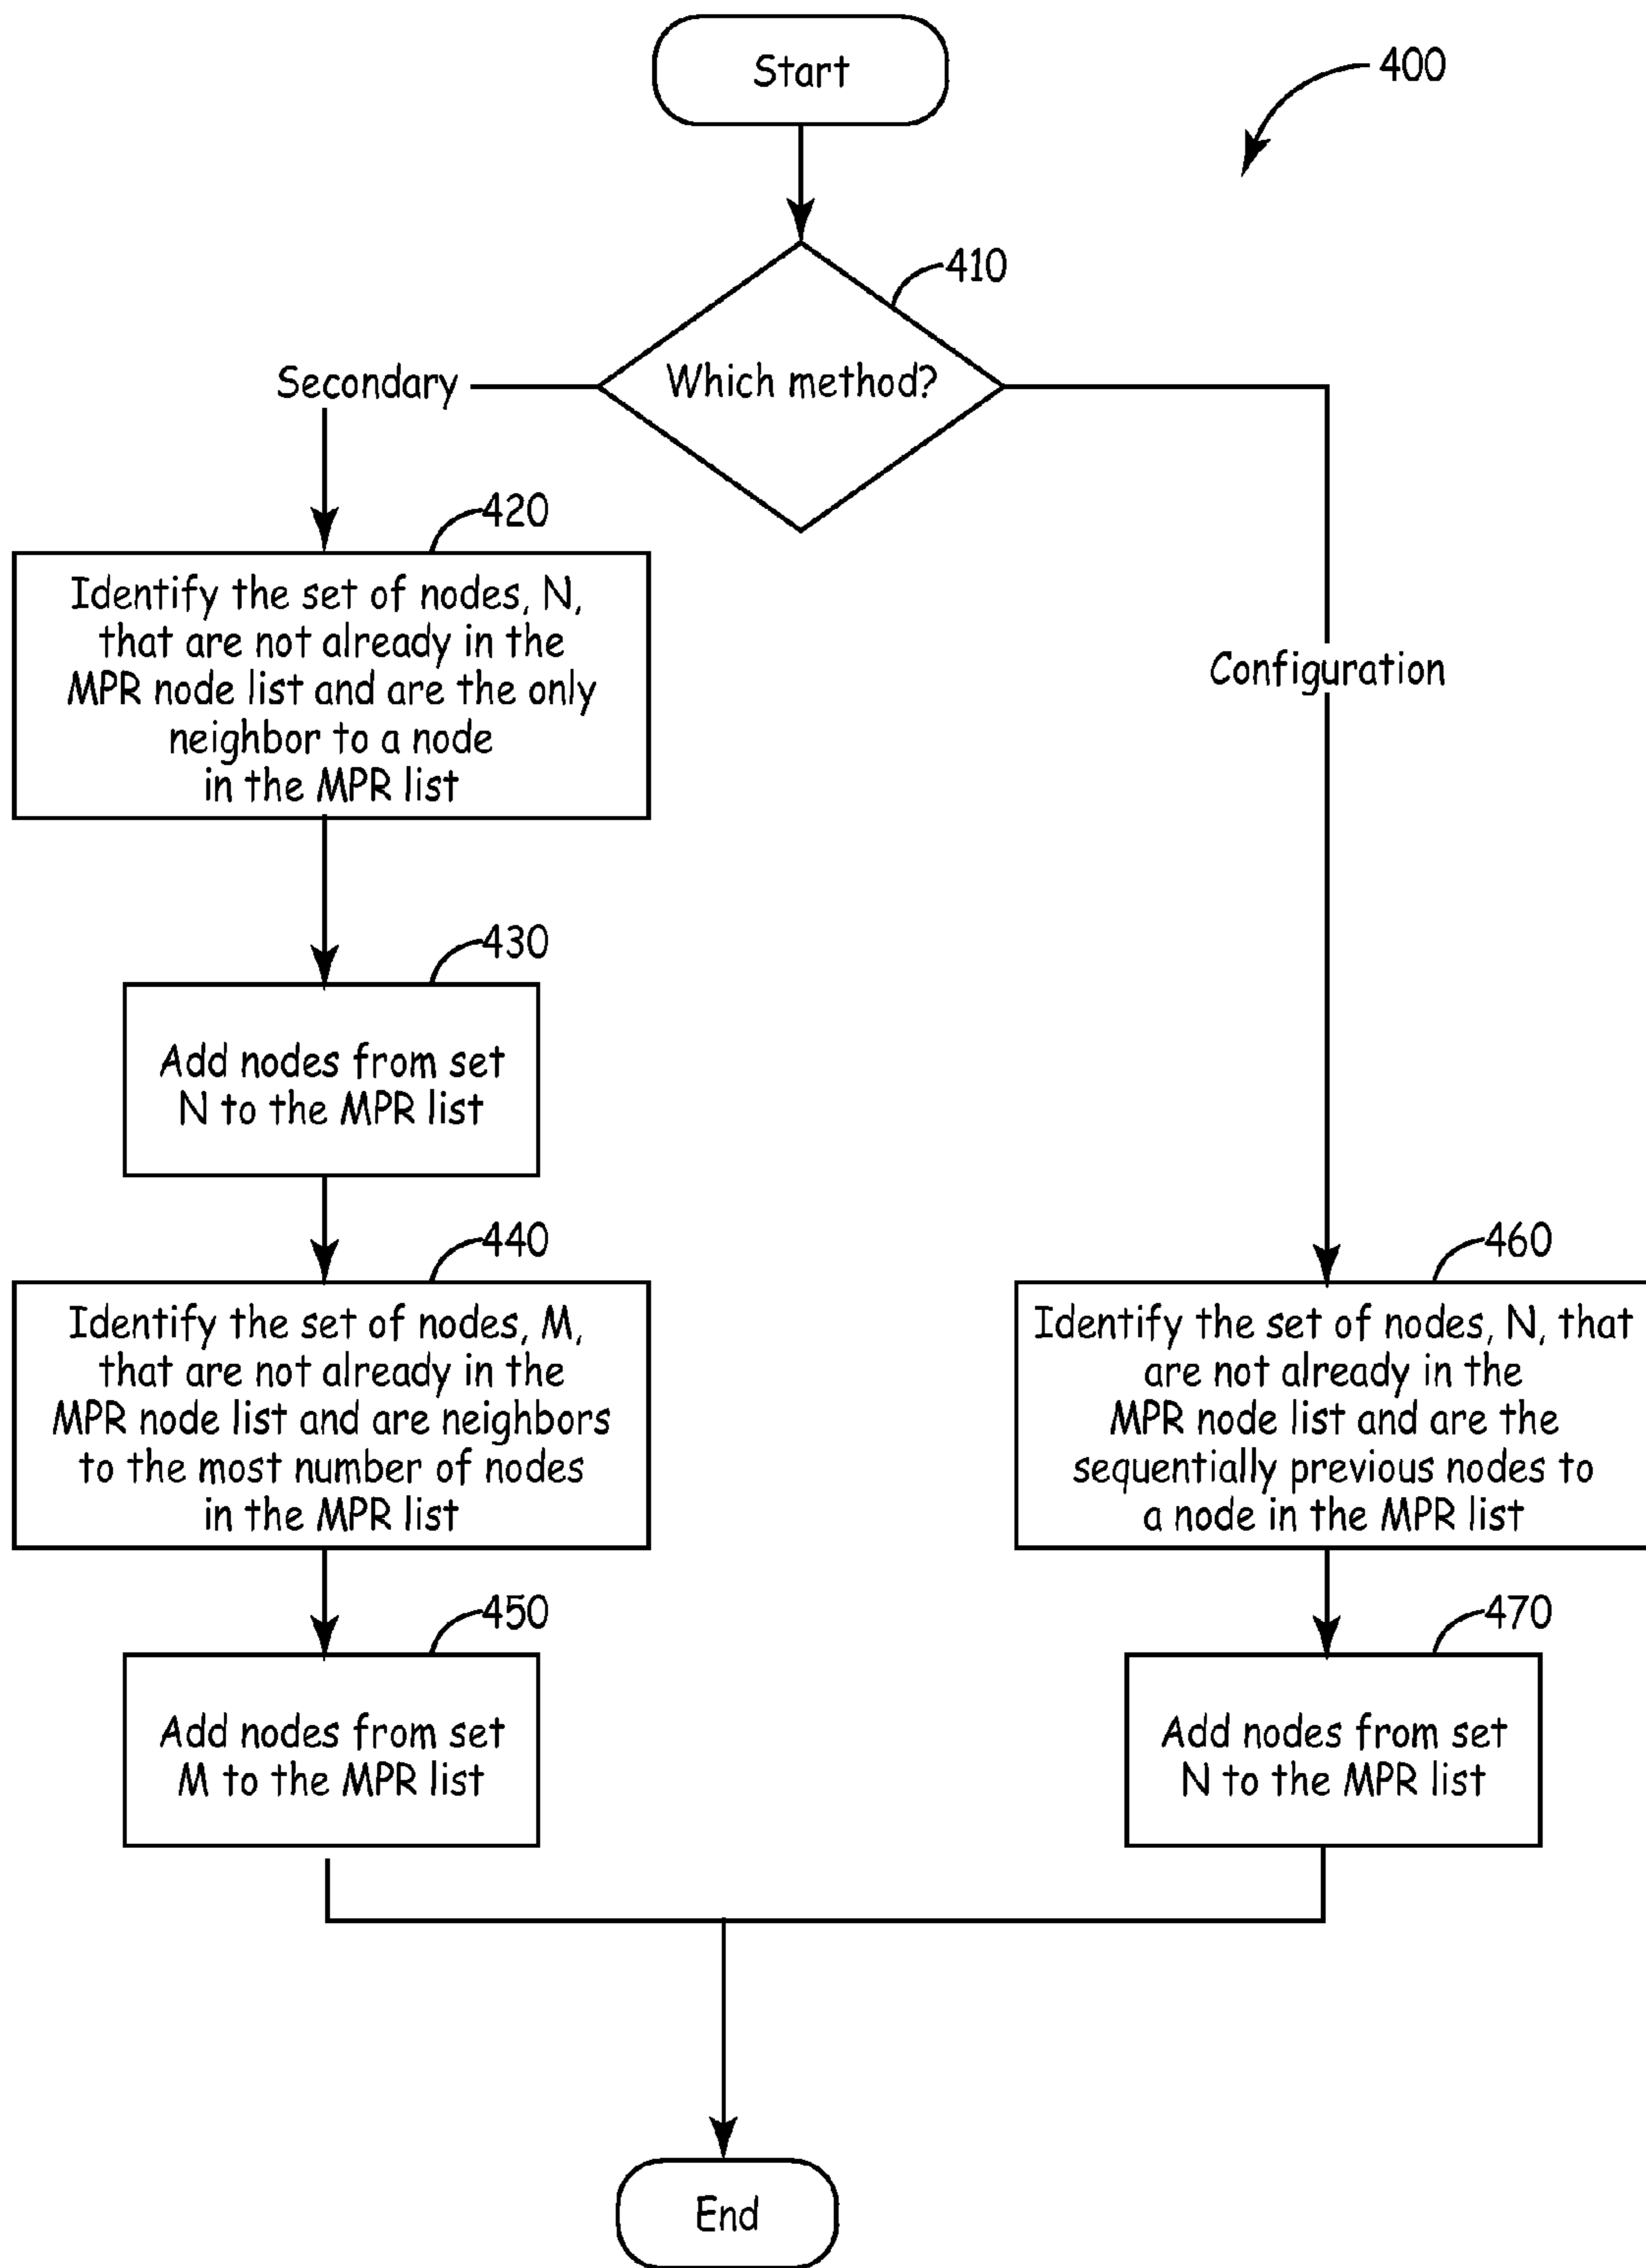 Start
400
410
Which method?
Secondary
420
Identify the set of nodes, N,
that are not already in the
MPR node list and are the only
neighbor to a node
in the MPR list
Configuration
430
Add nodes from set
N to the MPR list
440
Identify the set of nodes, M,
that are not already in the
MPR node list and are neighbors
to the most number of nodes
in the MPR list
460
Identify the set of nodes, N, that
are not already in the
MPR node list and are the
sequentially previous nodes to
a node in the MPR list
450
Add nodes from set
M to the MPR list
470
Add nodes from set
N to the MPR list
End